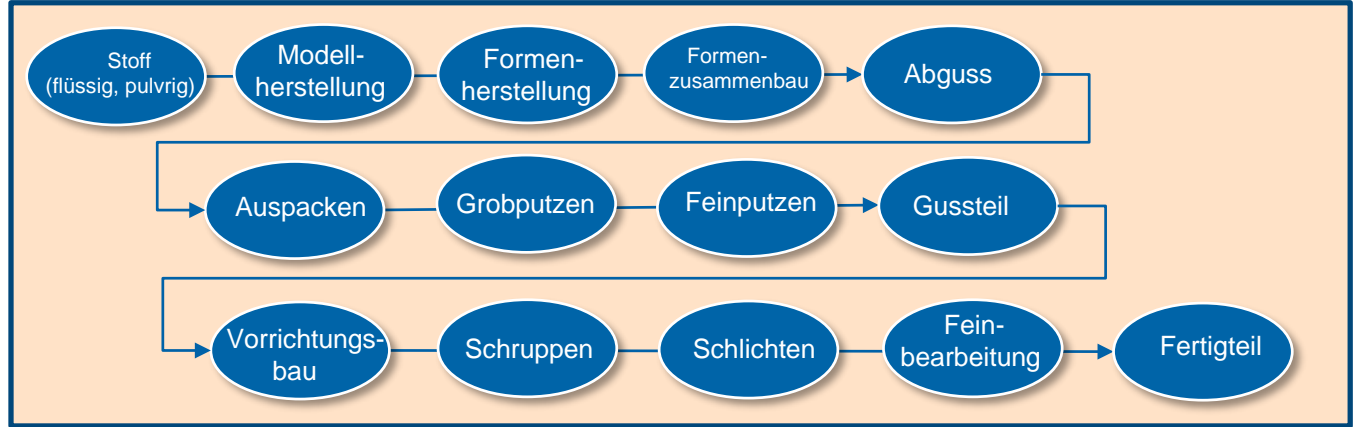 Stoff
(flüssig, pulvrig)
Modell-
herstellung
Formen-
herstellung
Formen-
zusammenbau
Abguss
Auspacken
Grobputzen
Feinputzen
Gussteil
Vorrichtungs-
bau
Schruppen
Schlichten
Fein-
bearbeitung
Fertigteil